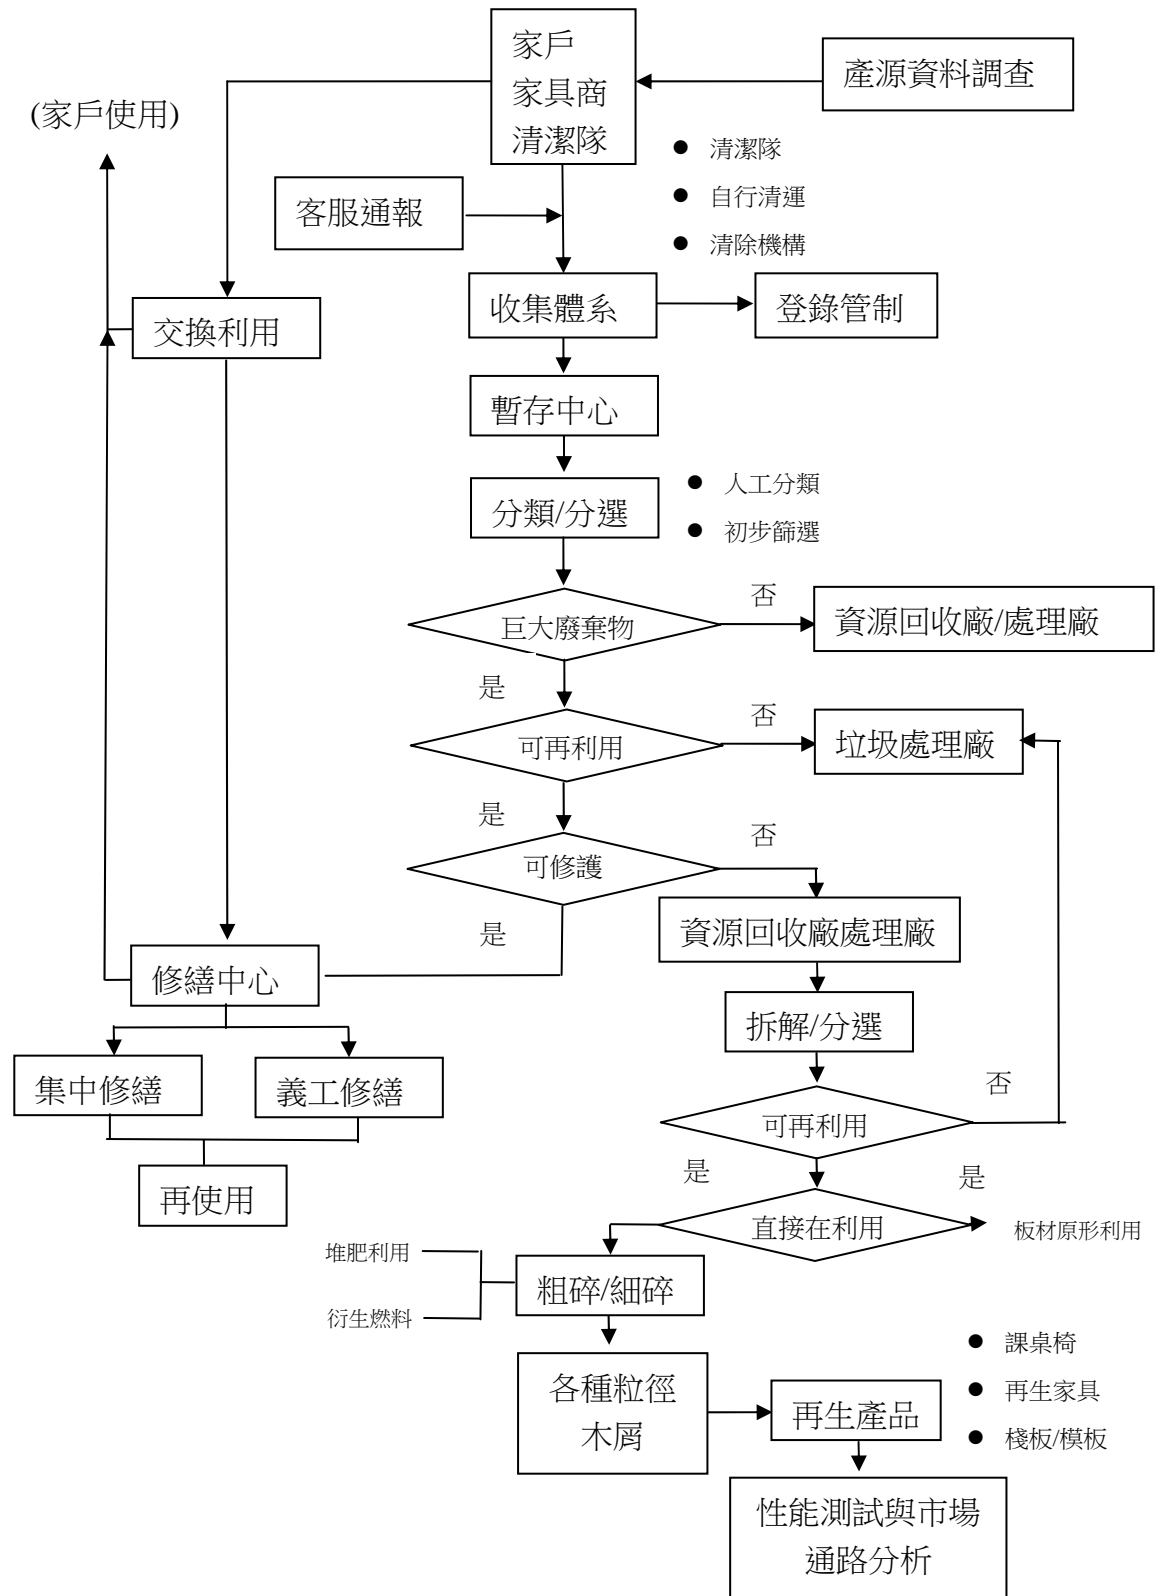 家戶
家具商
清潔隊
產源資料調查
(家戶使用)
● 清潔隊
● 自行清運
● 清除機構
客服通報
收集體系
登錄管制
交換利用
暫存中心
分類/分選
● 人工分類
● 初步篩選
巨大廢棄物
否
資源回收廠/處理廠
是
可再利用
否
垃圾處理廠
是
可修護
否
是
資源回收廠處理廠
修繕中心
拆解/分選
集中修繕
義工修繕
否
可再利用
再使用
是
是
直接在利用
板材原形利用
堆肥利用
衍生燃料
粗碎/細碎
各種粒徑
木屑
再生產品
● 課桌椅
● 再生家具
● 棧板/模板
性能測試與市場
通路分析